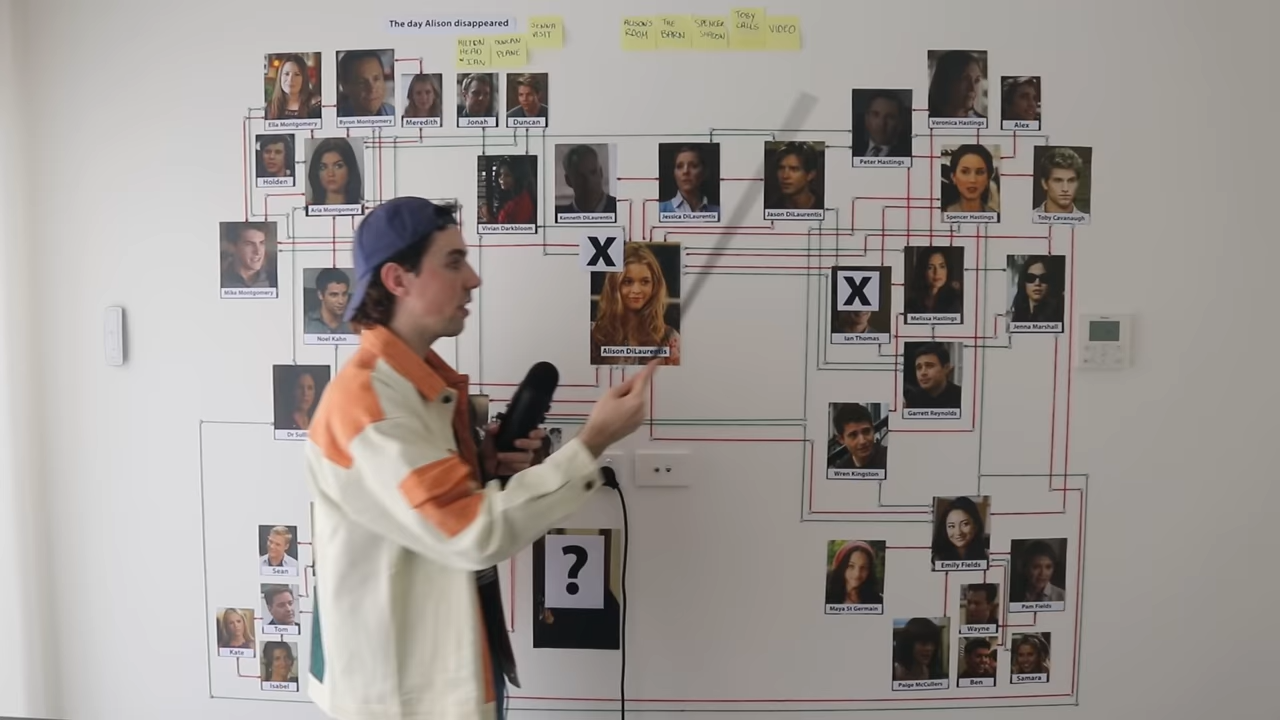 The day Alison disappeared
JENNA
VISIT
HILTON
HEAD
w IAN
DUNCAN
PLANE
ALISON'S
ROOM
THE
BARN
SPENCER
TOBY
CALLS
VIDEO
Ella Montgomery
Byron Montgomery
Meredith
Jonah
Duncan
Peter Hastings
Veronica Hastings
Alex
Holden
Aria Montgomery
Vivian Darkbloom
Kenneth DiLaurentis
Jessica DiLaurentis
Jason DiLaurentis
Spencer Hastings
Toby Cavanaugh
X
Mike Montgomery
Noel Kahn
Alison DiLaurentis
X
Ian Thomas
Melissa Hastings
Jenna Marshall
Garrett Reynolds
Dr Sull
Wren Kingston
Emily Fields
?
Sean
Tom
Kate
Isabel
Maya St Germain
Pam Fields
Wayne
Paige McCullers
Ben
Samara